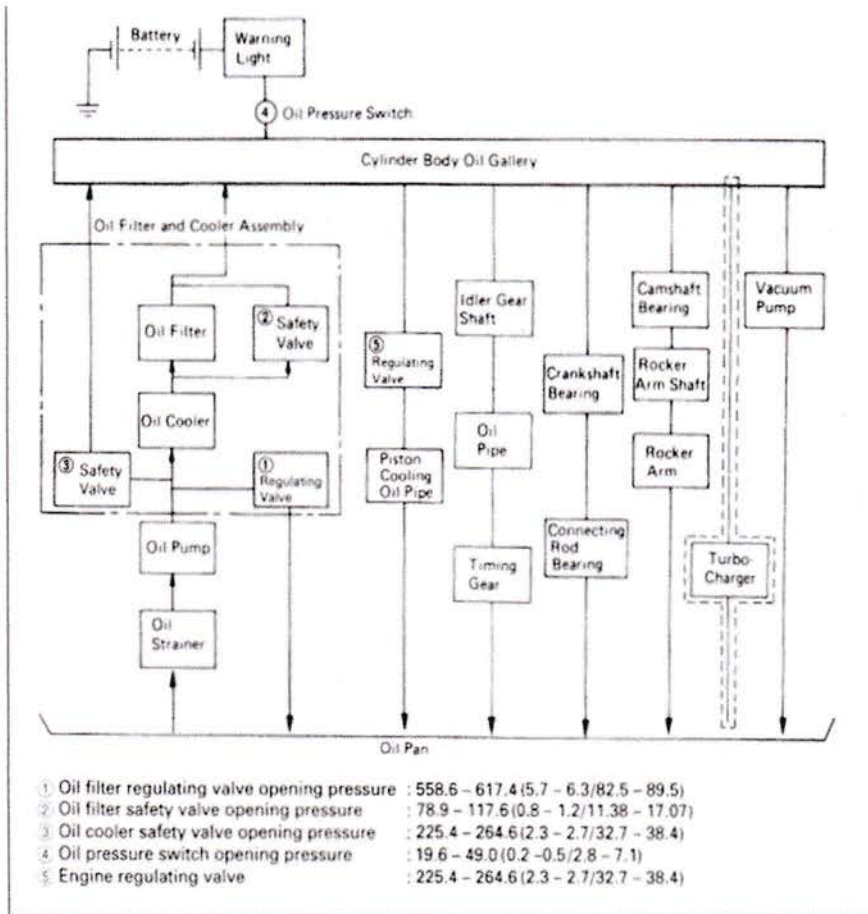 Battery
Warning
Light
④ Oil Pressure Switch
Cylinder Body Oil Gallery
Oil Filter and Cooler Assembly
Oil Filter
② Safety
Valve
Oil Cooler
③ Safety
Valve
①
Regulating
Valve
Oil Pump
Oil
Strainer
⑤
Regulating
Valve
Piston
Cooling
Oil Pipe
Idler Gear
Shaft
Oil
Pipe
Timing
Gear
Crankshaft
Bearing
Connecting
Rod
Bearing
Camshaft
Bearing
Rocker
Arm Shaft
Rocker
Arm
Turbo-
Charger
Vacuum
Pump
Oil Pan
① Oil filter regulating valve opening pressure : 558.6 – 617.4 (5.7 – 6.3/82.5 – 89.5)
② Oil filter safety valve opening pressure : 78.9 – 117.6 (0.8 – 1.2/11.38 – 17.07)
③ Oil cooler safety valve opening pressure : 225.4 – 264.6 (2.3 – 2.7/32.7 – 38.4)
④ Oil pressure switch opening pressure : 19.6 – 49.0 (0.2 –0.5/2.8 – 7.1)
⑤ Engine regulating valve : 225.4 – 264.6 (2.3 – 2.7/32.7 – 38.4)